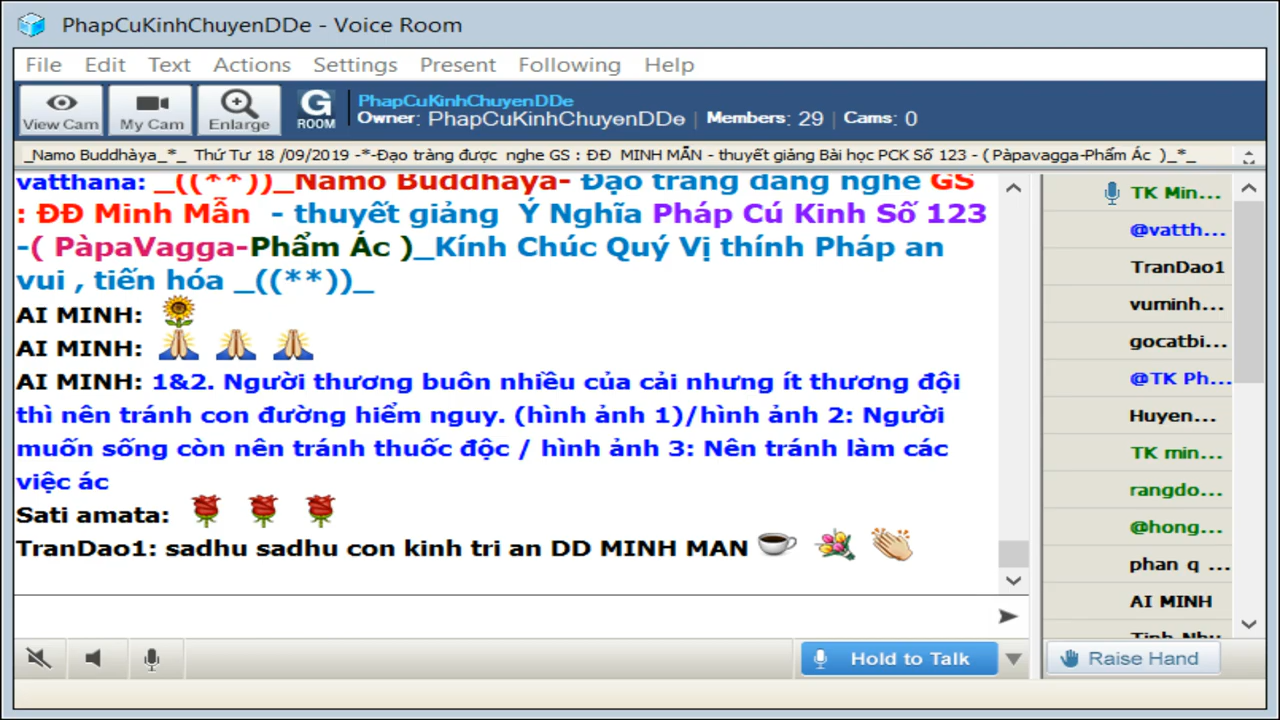 PhapCuKinhChuyenDDe - Voice Room
File Edit Text Actions Settings Present Following Help
View Cam My Cam Enlarge G ROOM
PhapCuKinhChuyenDDe
Owner: PhapCuKinhChuyenDDe | Members: 29 | Cams: 0
_Namo Buddhàya_*_ Thứ Tư 18 /09/2019 -*-Đạo tràng được nghe GS : ĐĐ MINH MẪN - thuyết giảng Bài học PCK Số 123 - ( Pàpavagga-Phẩm Ác )_*_
vatthana: _((**))_Namo Buddhaya- Đạo tràng đang nghe GS
: ĐĐ Minh Mẫn - thuyết giảng Ý Nghĩa Pháp Cú Kinh Số 123
-( PàpaVagga-Phẩm Ác )_Kính Chúc Quý Vị thính Pháp an
vui , tiến hóa _((**))_
AI MINH:
AI MINH:
AI MINH: 1&2. Người thương buôn nhiều của cải nhưng ít thương đội
thì nên tránh con đường hiểm nguy. (hình ảnh 1)/hình ảnh 2: Người
muốn sống còn nên tránh thuốc độc / hình ảnh 3: Nên tránh làm các
việc ác
Sati amata:
TranDao1: sadhu sadhu con kinh tri an DD MINH MAN
TK Min...
@vatth...
TranDao1
vuminh...
gocatbi...
@TK Ph...
Huyen...
TK min...
rangdo...
@hong...
phan q ...
AI MINH
Tinh Nhu
Hold to Talk
Raise Hand